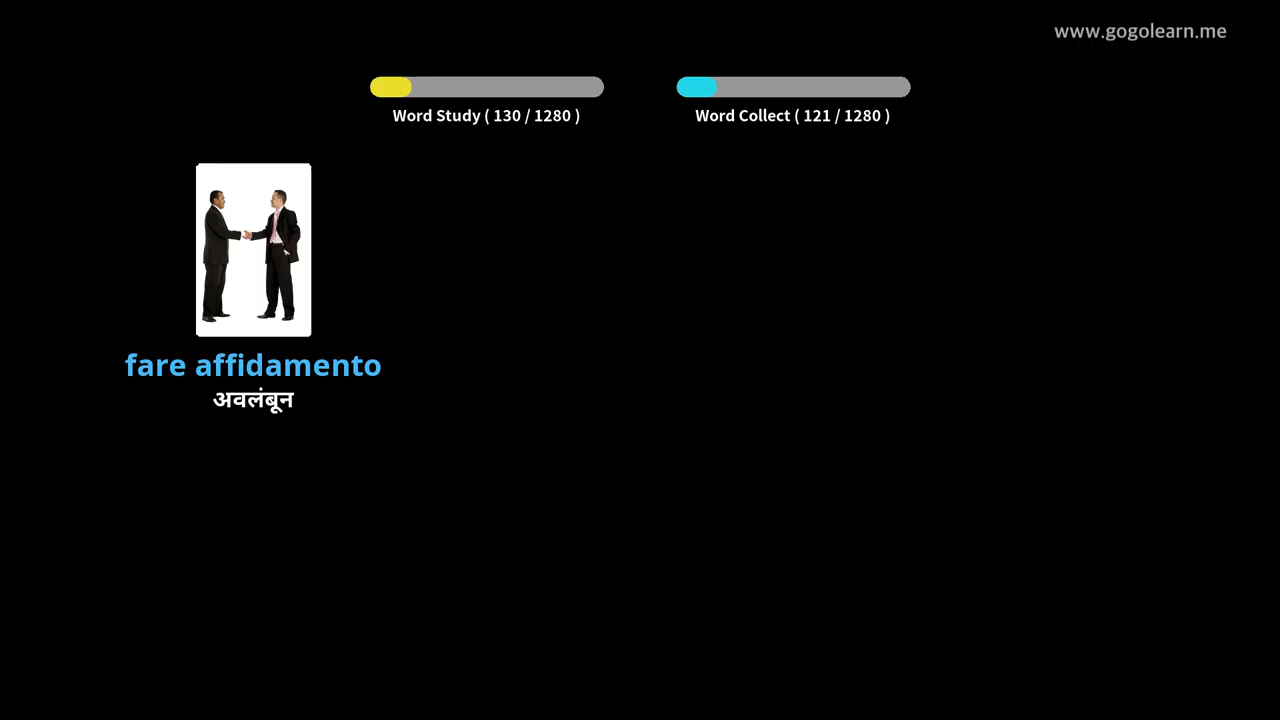 www.gogolearn.me
Word Study ( 130 / 1280 )
Word Collect ( 121 / 1280 )
fare affidamento
अवलंबून